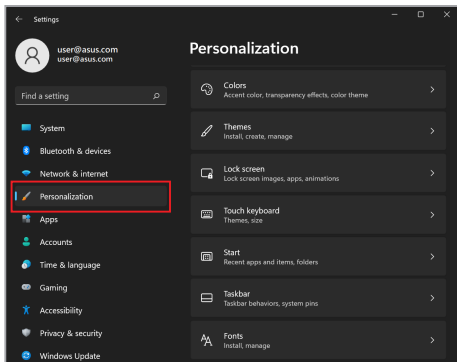 Settings
user@asus.com
user@asus.com
Find a setting
System
Bluetooth & devices
Network & internet
Personalization
Apps
Accounts
Time & language
Gaming
Accessibility
Privacy & security
Windows Update
Personalization
Colors
Accent color, transparency effects, color theme
Themes
Install, create, manage
Lock screen
Lock screen images, apps, animations
Touch keyboard
Themes, size
Start
Recent apps and items, folders
Taskbar
Taskbar behaviors, system pins
Fonts
Install, manage